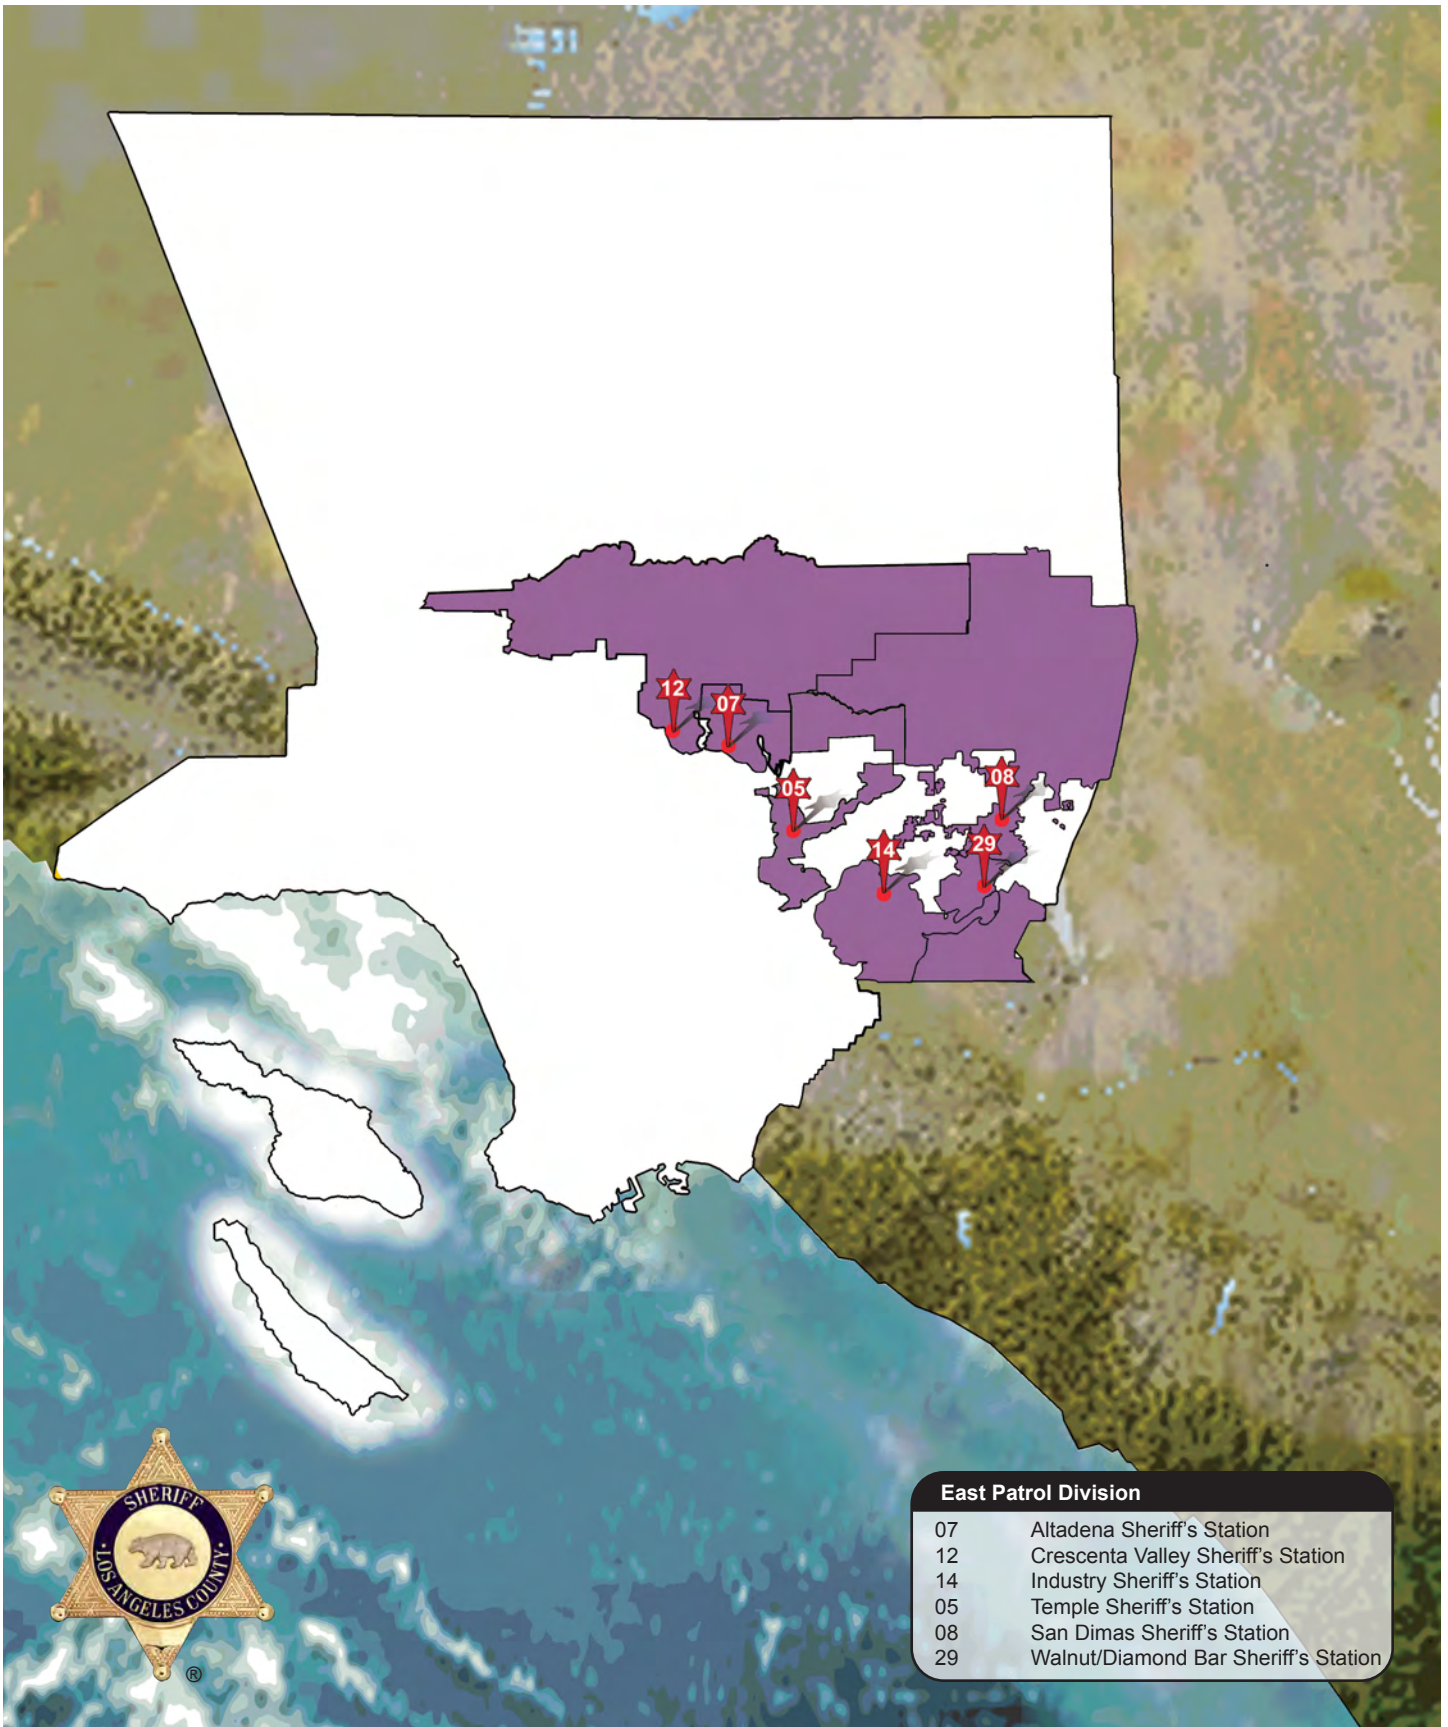 12
07
08
05
29
14
SHERIFF
LOS ANGELES COUNTY
®
East Patrol Division
07 Altadena Sheriff's Station
12 Crescenta Valley Sheriff's Station
14 Industry Sheriff's Station
05 Temple Sheriff's Station
08 San Dimas Sheriff's Station
29 Walnut/Diamond Bar Sheriff's Station